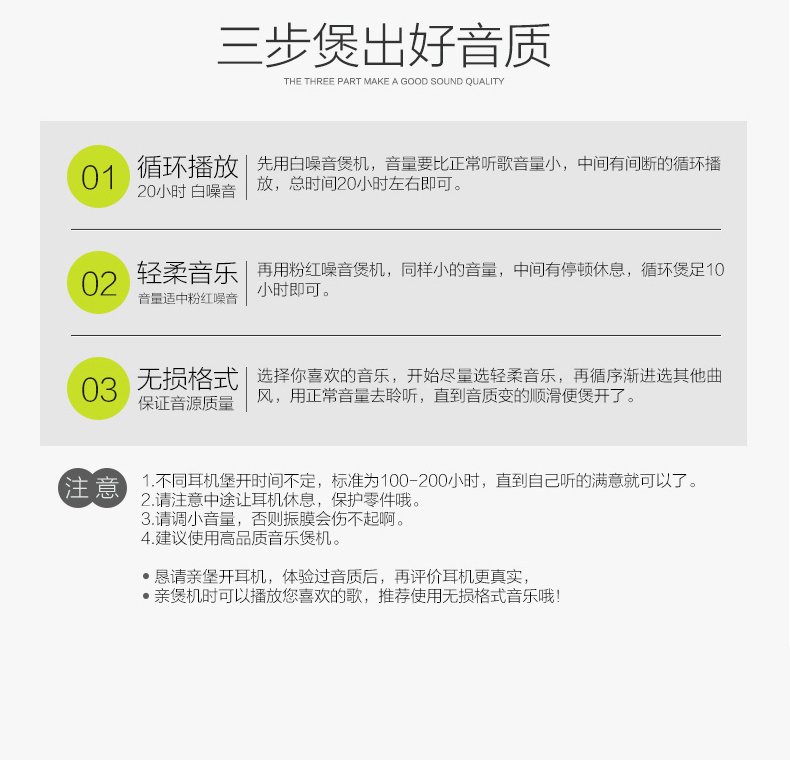 三步煲出好音质
THE THREE PART MAKE A GOOD SOUND QUALITY
01
循环播放
20小时 白噪音
先用白噪音煲机，音量要比正常听歌音量小，中间有间断的循环播
放，总时间20小时左右即可。
02
轻柔音乐
音量适中粉红噪音
再用粉红噪音煲机，同样小的音量，中间有停顿休息，循环煲足10
小时即可。
03
无损格式
保证音源质量
选择你喜欢的音乐，开始尽量选轻柔音乐，再循序渐进选其他曲
风，用正常音量去聆听，直到音质变的顺滑便煲开了。
注意
1.不同耳机堡开时间不定，标准为100-200小时，直到自己听的满意就可以了。
2.请注意中途让耳机休息，保护零件哦。
3.请调小音量，否则振膜会伤不起啊。
4.建议使用高品质音乐煲机。
•恳请亲堡开耳机，体验过音质后，再评价耳机更真实，
•亲煲机时可以播放您喜欢的歌，推荐使用无损格式音乐哦！